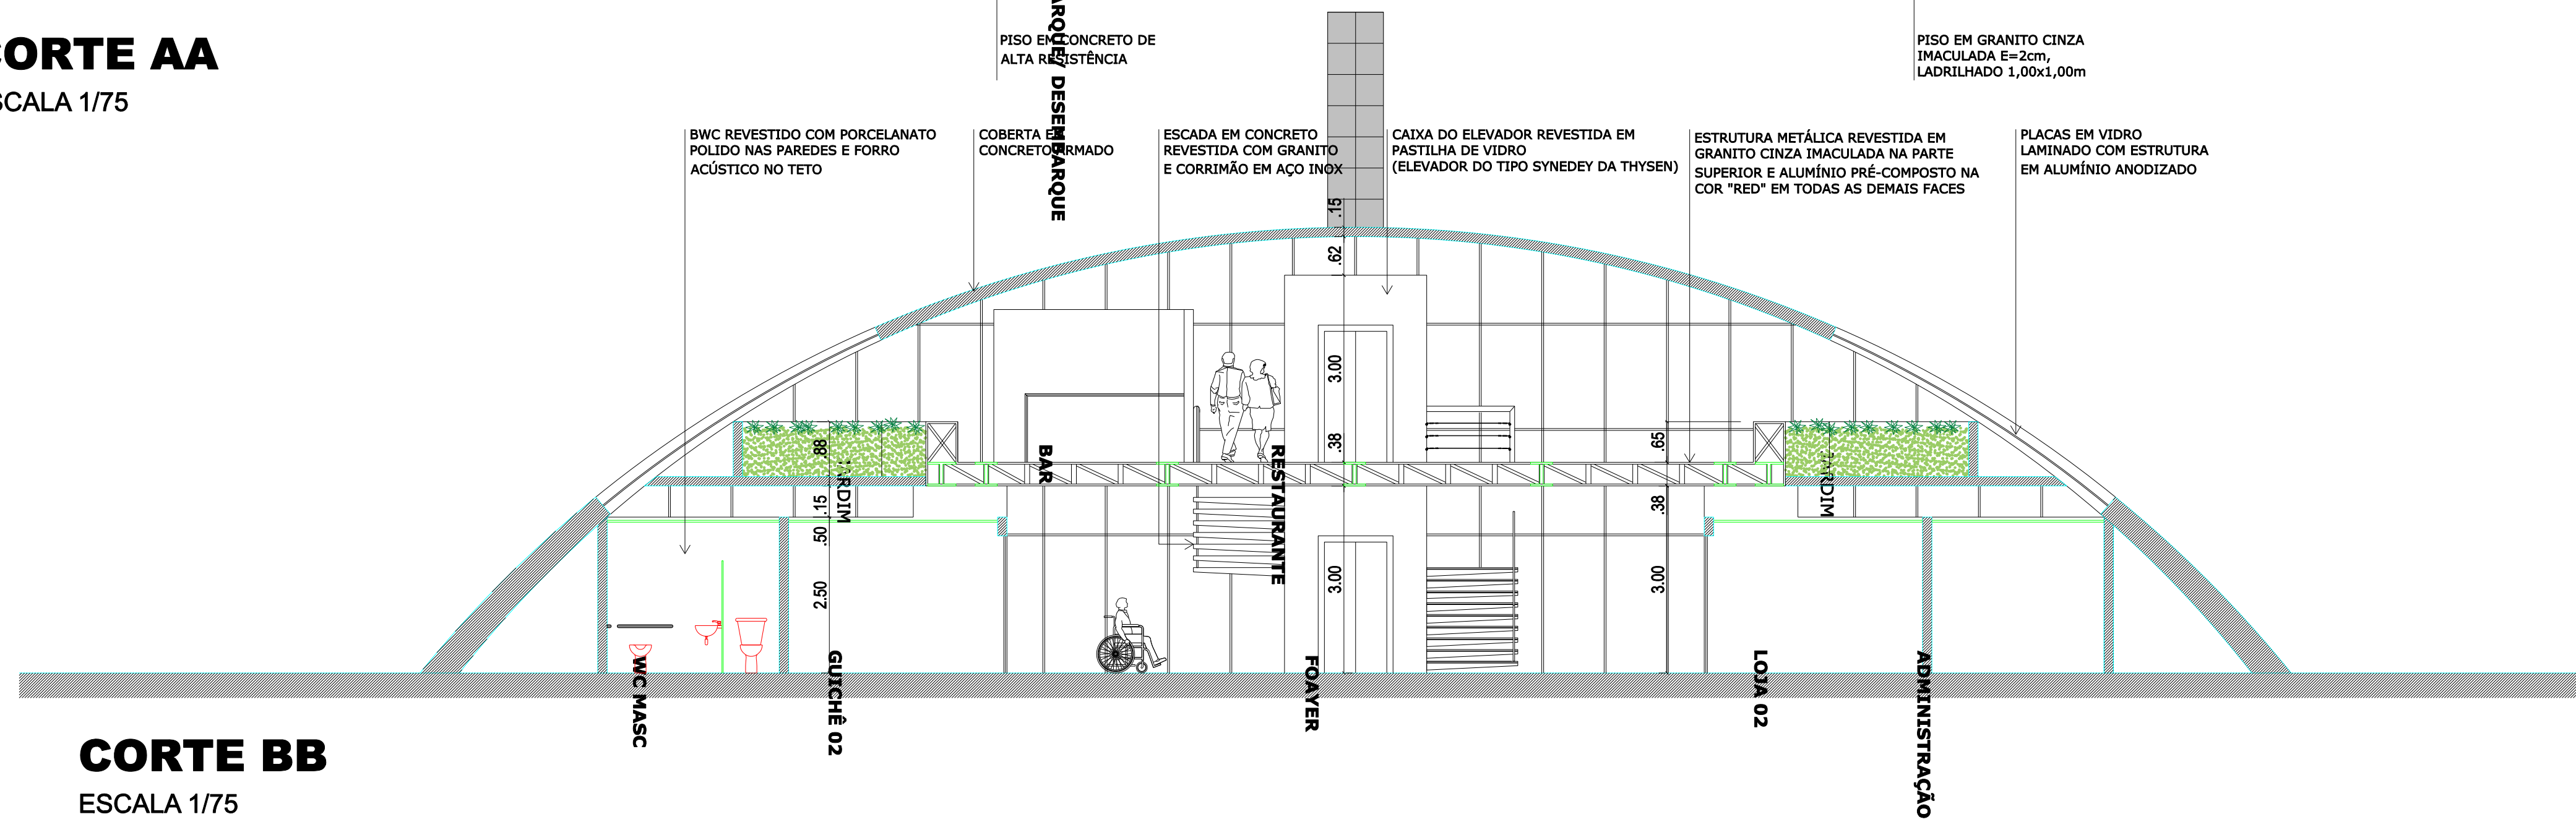 CORTE AA
ESCALA 1/75
PISO EM CONCRETO DE
ALTA RESISTÊNCIA
ARQUE/ DESEMBARQUE
PISO EM GRANITO CINZA
IMACULADA E=2cm,
LADRILHADO 1,00x1,00m
BWC REVESTIDO COM PORCELANATO
POLIDO NAS PAREDES E FORRO
ACÚSTICO NO TETO
COBERTA EM
CONCRETO ARMADO
ESCADA EM CONCRETO
REVESTIDA COM GRANITO
E CORRIMÃO EM AÇO INOX
CAIXA DO ELEVADOR REVESTIDA EM
PASTILHA DE VIDRO
(ELEVADOR DO TIPO SYNEDEY DA THYSEN)
ESTRUTURA METÁLICA REVESTIDA EM
GRANITO CINZA IMACULADA NA PARTE
SUPERIOR E ALUMÍNIO PRÉ-COMPOSTO NA
COR "RED" EM TODAS AS DEMAIS FACES
PLACAS EM VIDRO
LAMINADO COM ESTRUTURA
EM ALUMÍNIO ANODIZADO
.15
.62
3.00
.38
3.00
.88
.15
.50
2.50
.65
.38
3.00
JARDIM
BAR
RESTAURANTE
JARDIM
WC MASC
GUICHÊ 02
FOAYER
LOJA 02
ADMINISTRAÇÃO
CORTE BB
ESCALA 1/75